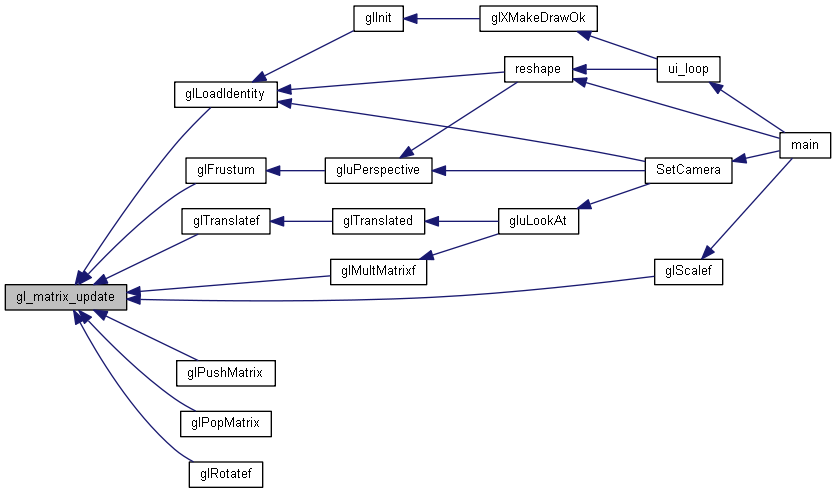 glInit
glXMakeDrawOk
reshape
ui_loop
glLoadIdentity
main
glFrustum
gluPerspective
SetCamera
glTranslatef
glTranslated
gluLookAt
glMultMatrixf
glScalef
gl_matrix_update
glPushMatrix
glPopMatrix
glRotatef